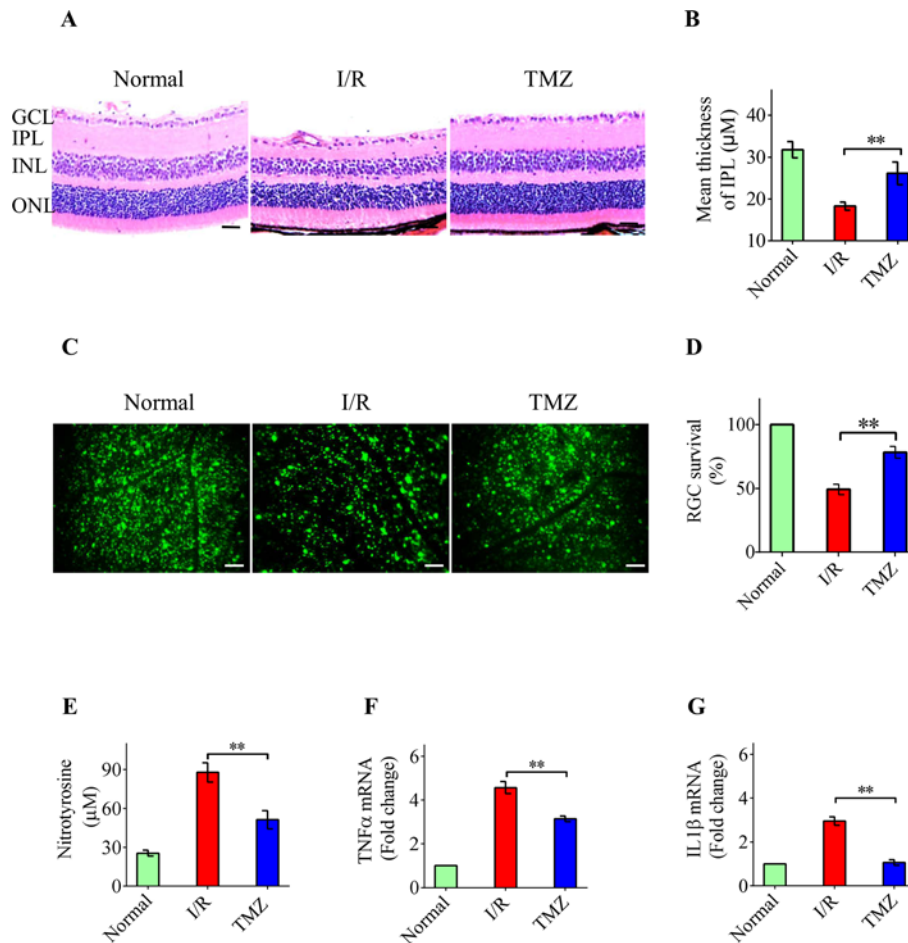 A
Normal
I/R
TMZ
GCL
IPL
INL
ONL
B
Mean thickness
of IPL (μM)
40
30
20
10
**
Normal
I/R
TMZ
C
Normal
I/R
TMZ
D
RGC survival
(%)
100
50
0
**
Normal
I/R
TMZ
E
Nitrotyrosine
(μM)
90
60
30
0
**
Normal
I/R
TMZ
F
TNFα mRNA
(Fold change)
6
4
2
0
**
Normal
I/R
TMZ
G
IL1β mRNA
(Fold change)
6
4
2
0
**
Normal
I/R
TMZ